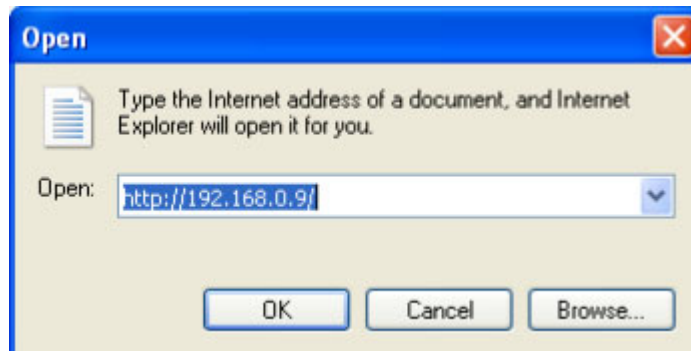 Open
Type the Internet address of a document, and Internet
Explorer will open it for you.
Open:
http://192.168.0.9/
OK
Cancel
Browse...